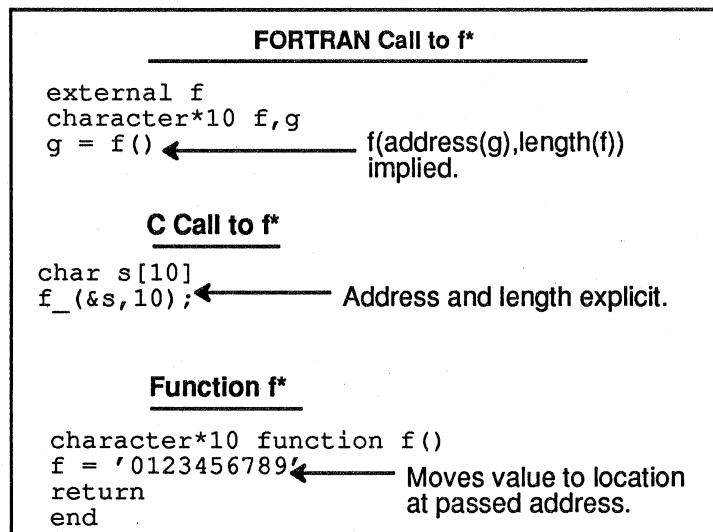 FORTRAN Call to f*
external f
character*10 f,g
g = f()
f(address(g),length(f))
implied.
C Call to f*
char s[10]
f_(&s,10);
Address and length explicit.
Function f*
character*10 function f()
f = '0123456789'
Moves value to location
at passed address.
return
end